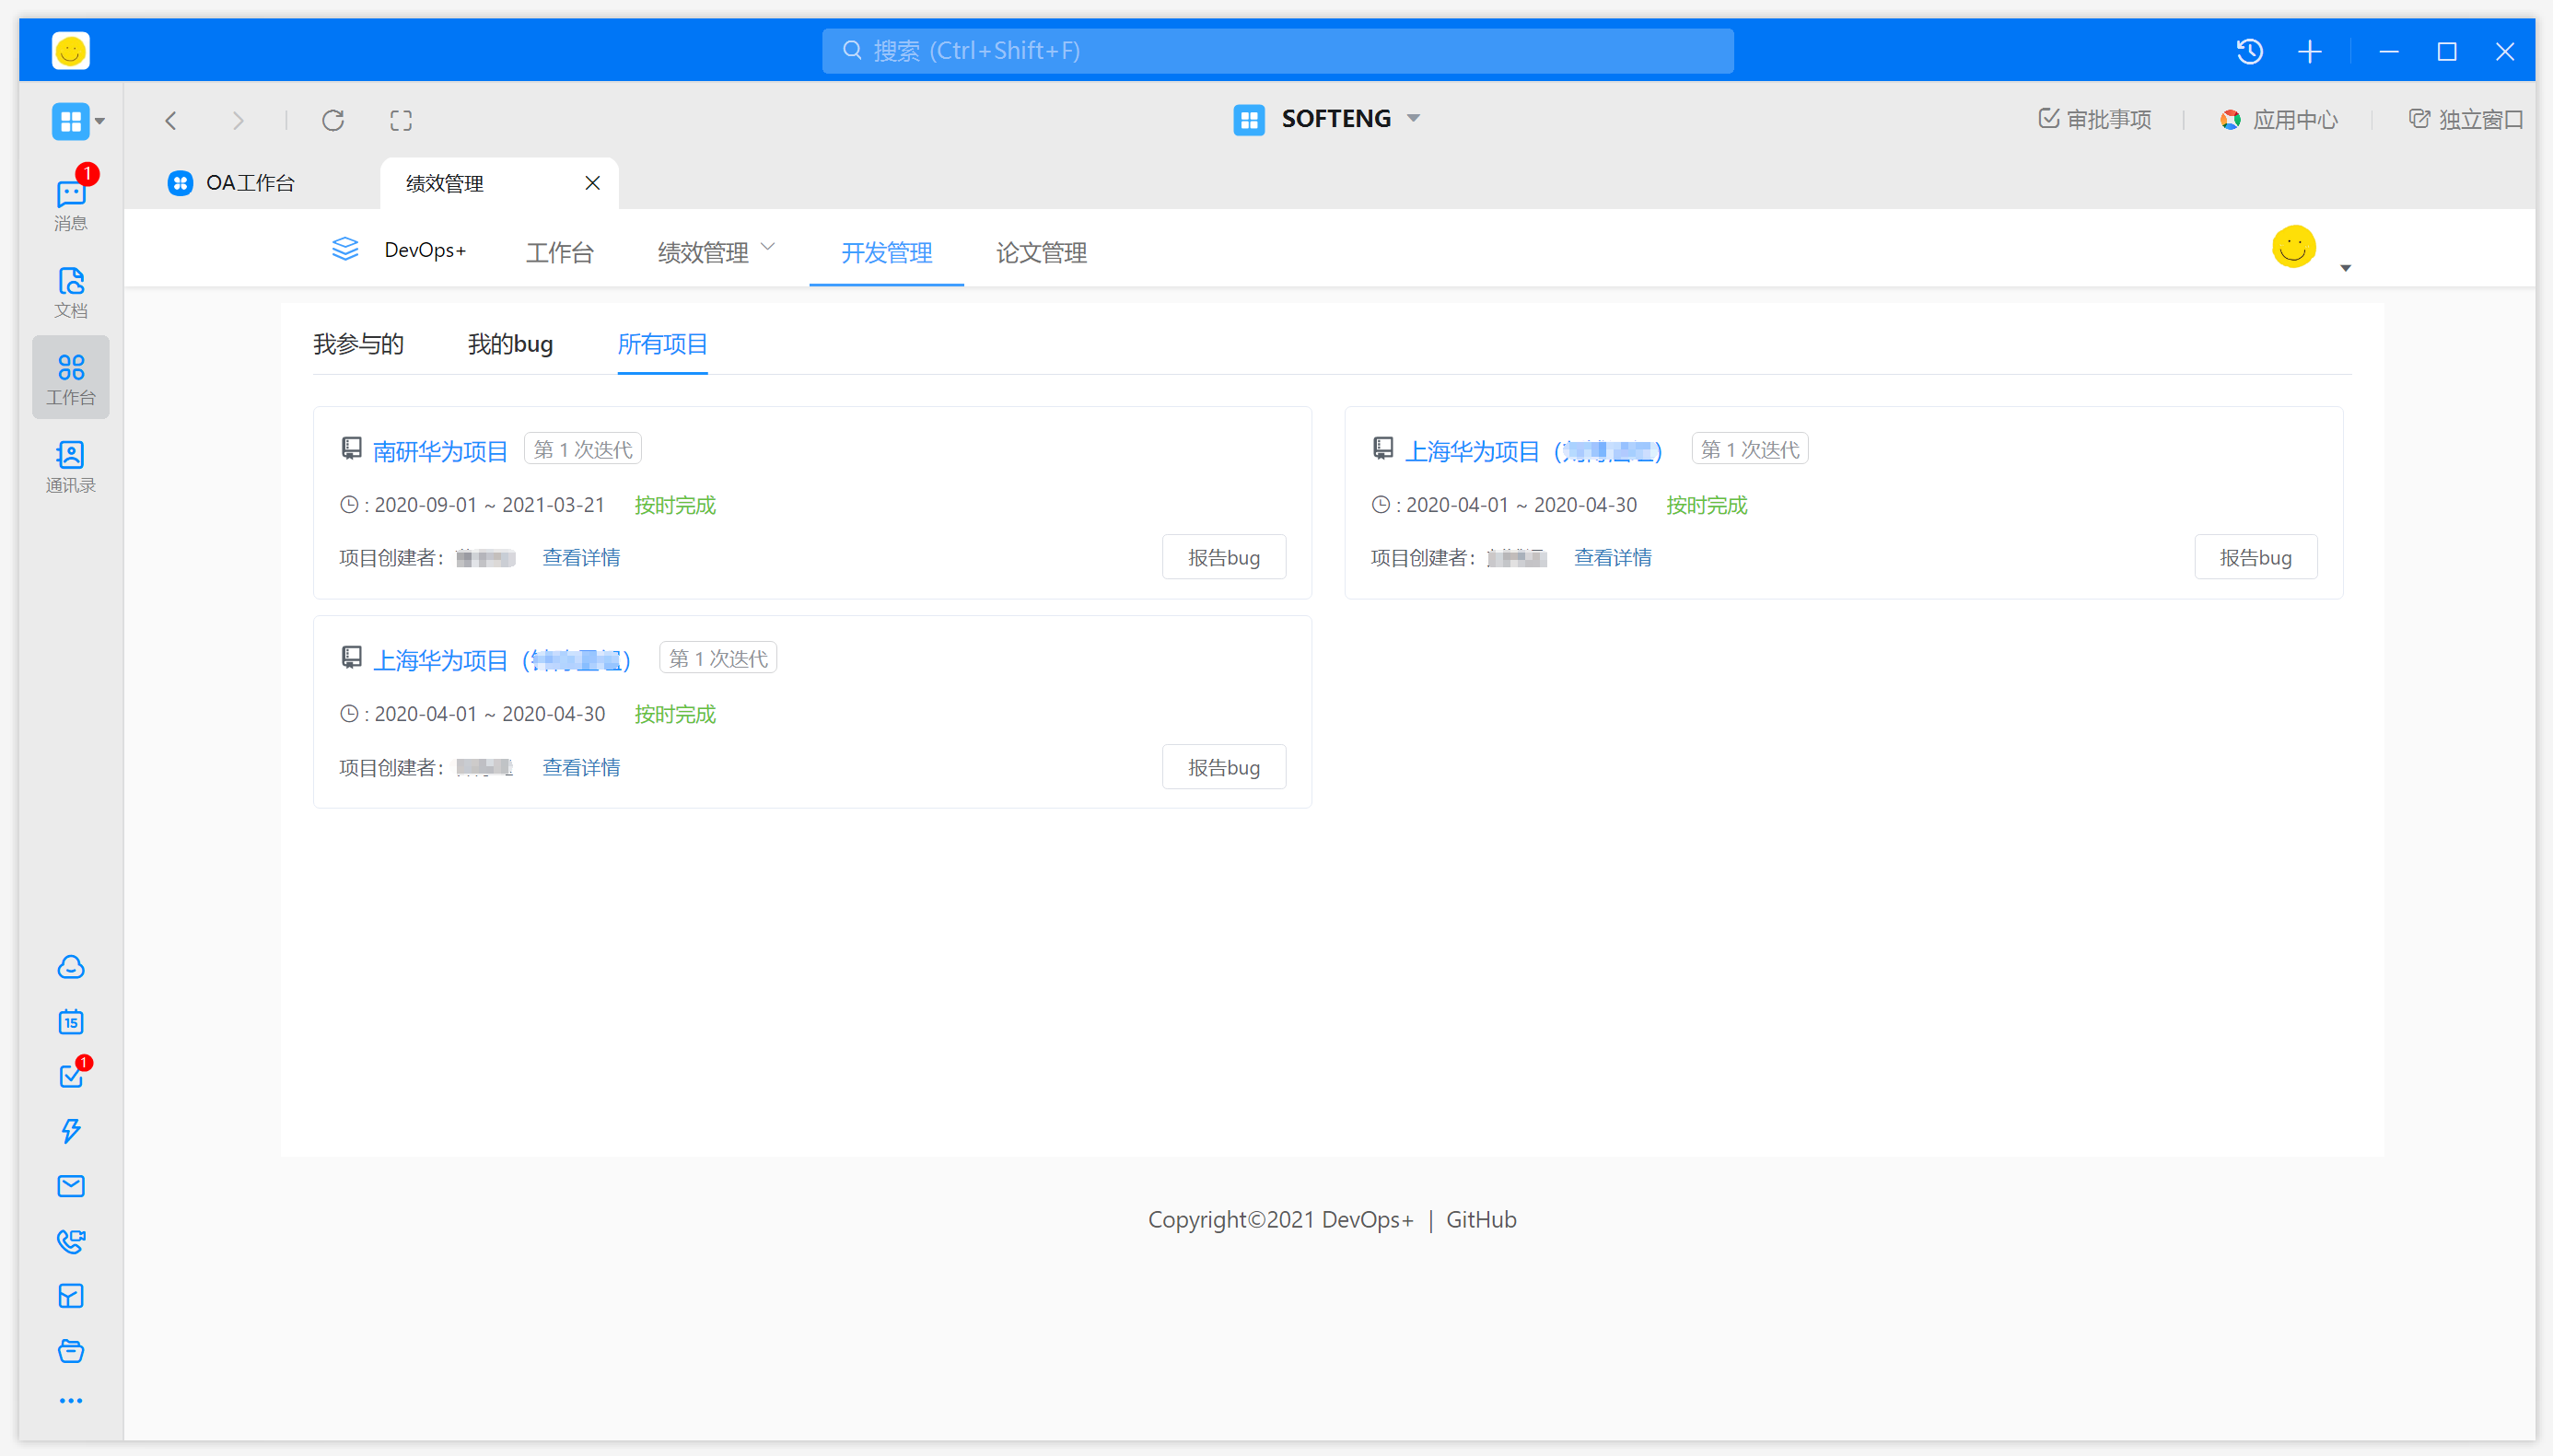 搜索 (Ctrl+Shift+F)
SOFTENG
审批事项
应用中心
独立窗口
1
消息
文档
工作台
通讯录
15
1
OA工作台
绩效管理
DevOps+
工作台
绩效管理
开发管理
论文管理
我参与的
我的bug
所有项目
南研华为项目 第 1 次迭代
: 2020-09-01 ~ 2021-03-21 按时完成
项目创建者： 查看详情 报告bug
上海华为项目（） 第 1 次迭代
: 2020-04-01 ~ 2020-04-30 按时完成
项目创建者： 查看详情 报告bug
上海华为项目（） 第 1 次迭代
: 2020-04-01 ~ 2020-04-30 按时完成
项目创建者： 查看详情 报告bug
Copyright©2021 DevOps+ | GitHub